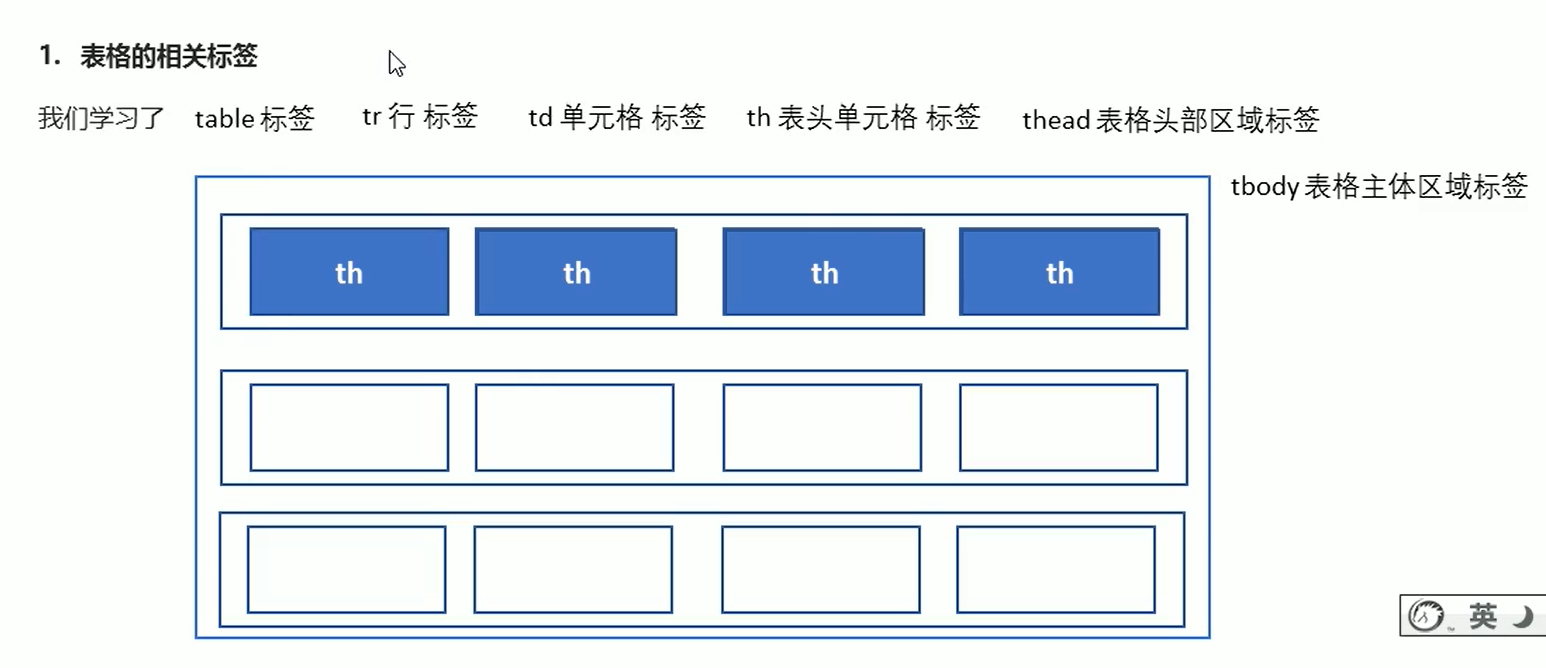 1. 表格的相关标签
我们学习了 table 标签 tr 行 标签 td 单元格 标签 th 表头单元格 标签 thead 表格头部区域标签
tbody 表格主体区域标签
th th th th
英